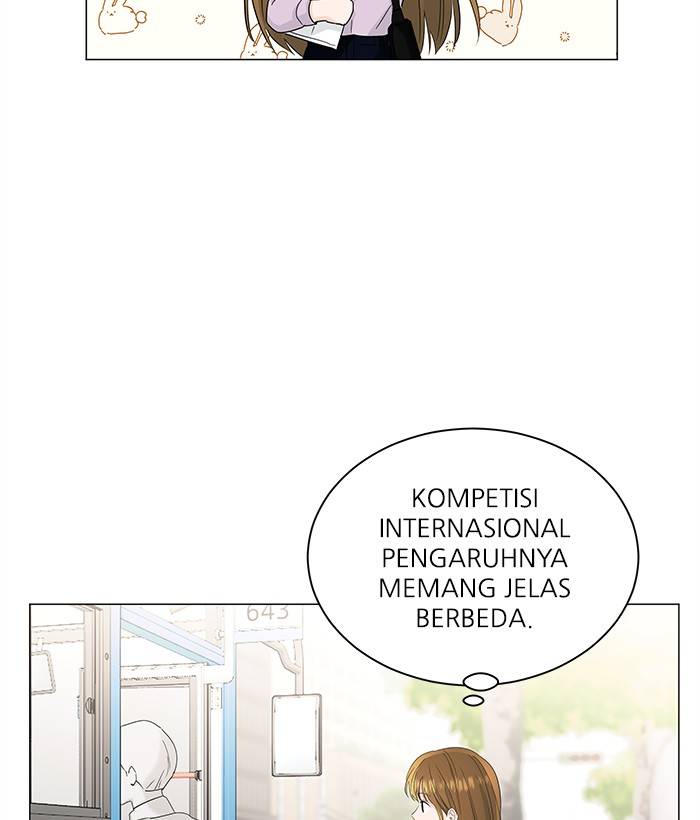 KOMPETISI
INTERNASIONAL
PENGARUHNYA
MEMANG JELAS
BERBEDA.
643